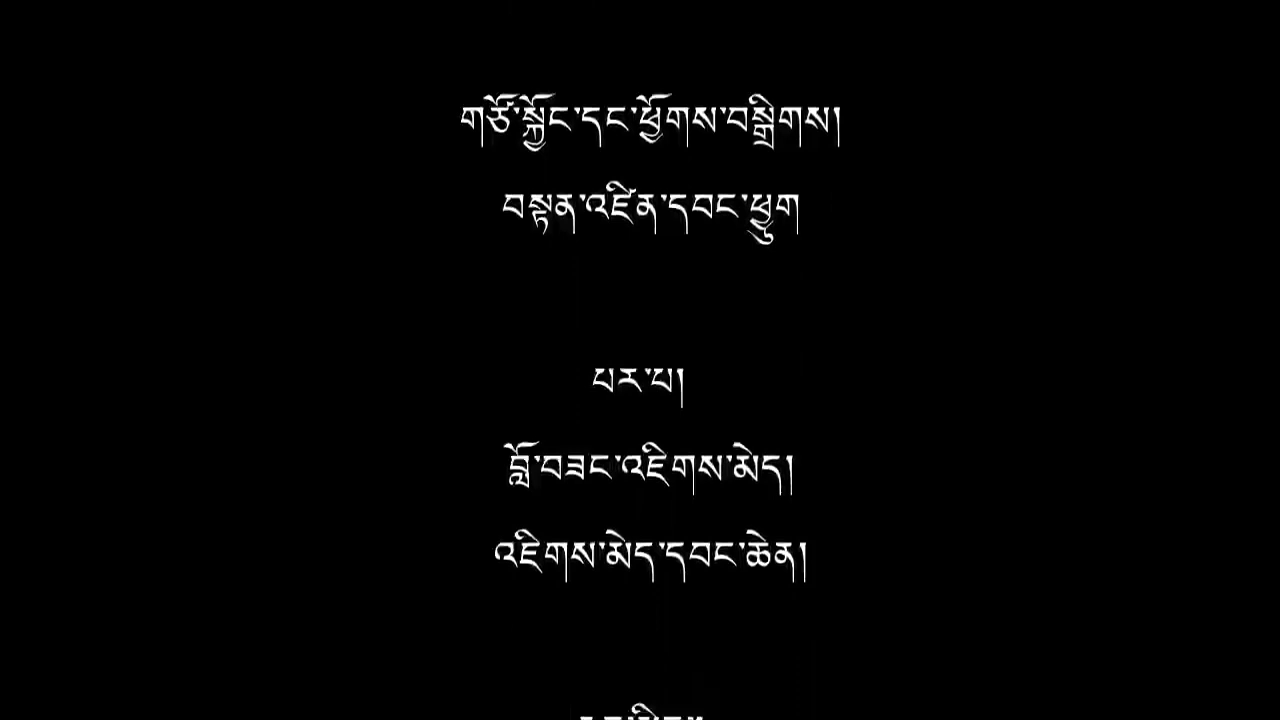 གཙོ་སྐྱོང་དང་ཕྱོགས་བསྒྲིགས།
བསྟན་འཛིན་དབང་ཕྱུག
པར་པ།
བློ་བཟང་འཇིགས་མེད།
འཇིགས་མེད་དབང་ཆེན།